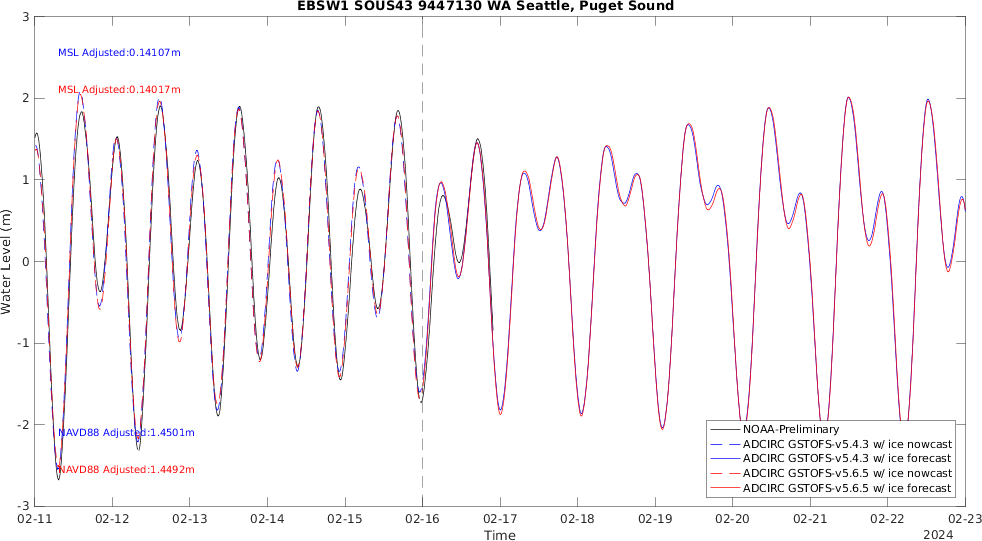 EBSW1 SOUS43 9447130 WA Seattle, Puget Sound
3
MSL Adjusted:0.14107m
2
MSL Adjusted:0.14017m
1
Water Level (m)
0
-1
-2
NAVD88 Adjusted:1.4501m
NAVD88 Adjusted:1.4492m
-3
NOAA-Preliminary
ADCIRC GSTOFS-v5.4.3 w/ ice nowcast
ADCIRC GSTOFS-v5.4.3 w/ ice forecast
ADCIRC GSTOFS-v5.6.5 w/ ice nowcast
ADCIRC GSTOFS-v5.6.5 w/ ice forecast
02-11 02-12 02-13 02-14 02-15 02-16 02-17 02-18 02-19 02-20 02-21 02-22 02-23
Time
2024